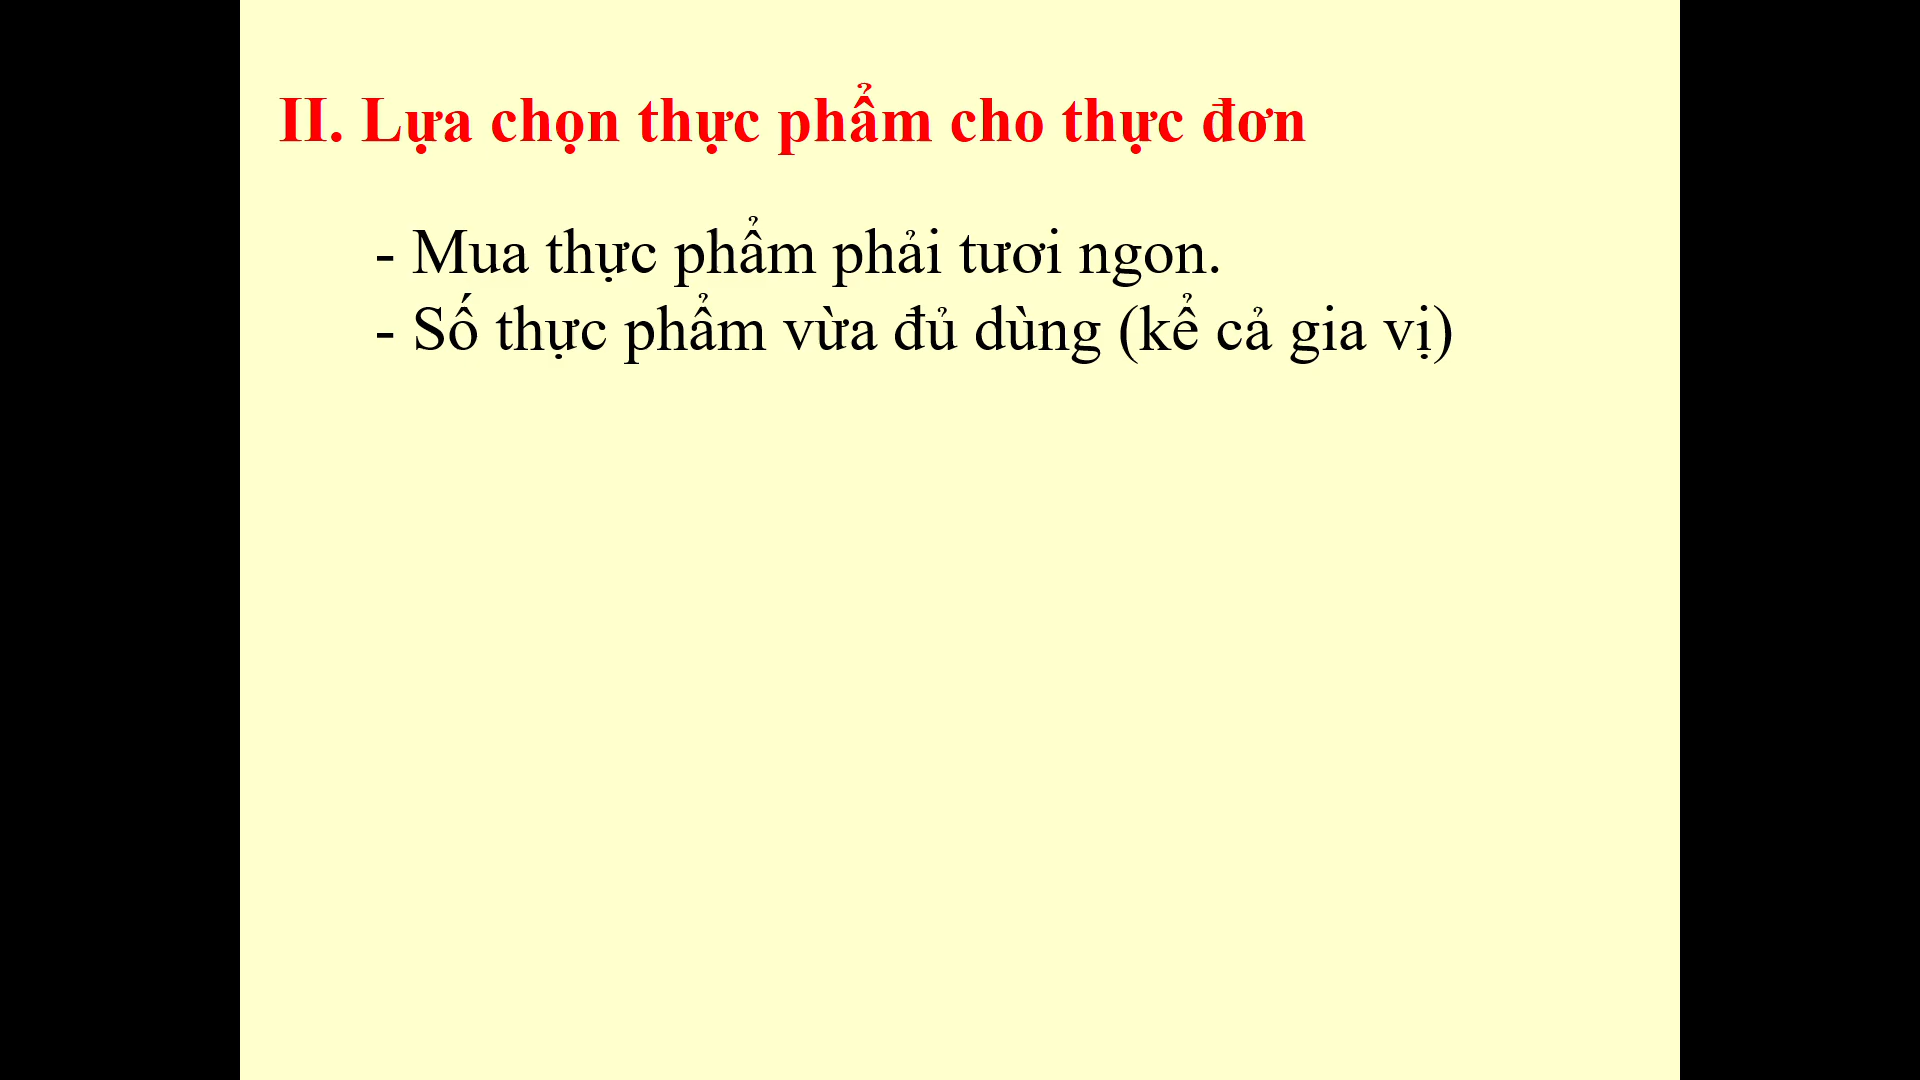 II. Lựa chọn thực phẩm cho thực đơn
- Mua thực phẩm phải tươi ngon.
- Số thực phẩm vừa đủ dùng (kể cả gia vị)